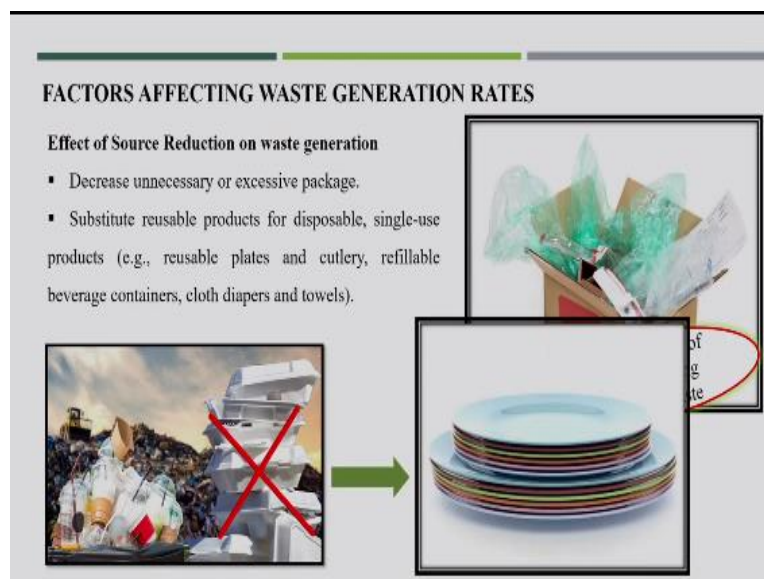 FACTORS AFFECTING WASTE GENERATION RATES
Effect of Source Reduction on waste generation
▪ Decrease unnecessary or excessive package.
▪ Substitute reusable products for disposable, single-use
products (e.g., reusable plates and cutlery, refillable
beverage containers, cloth diapers and towels).
of